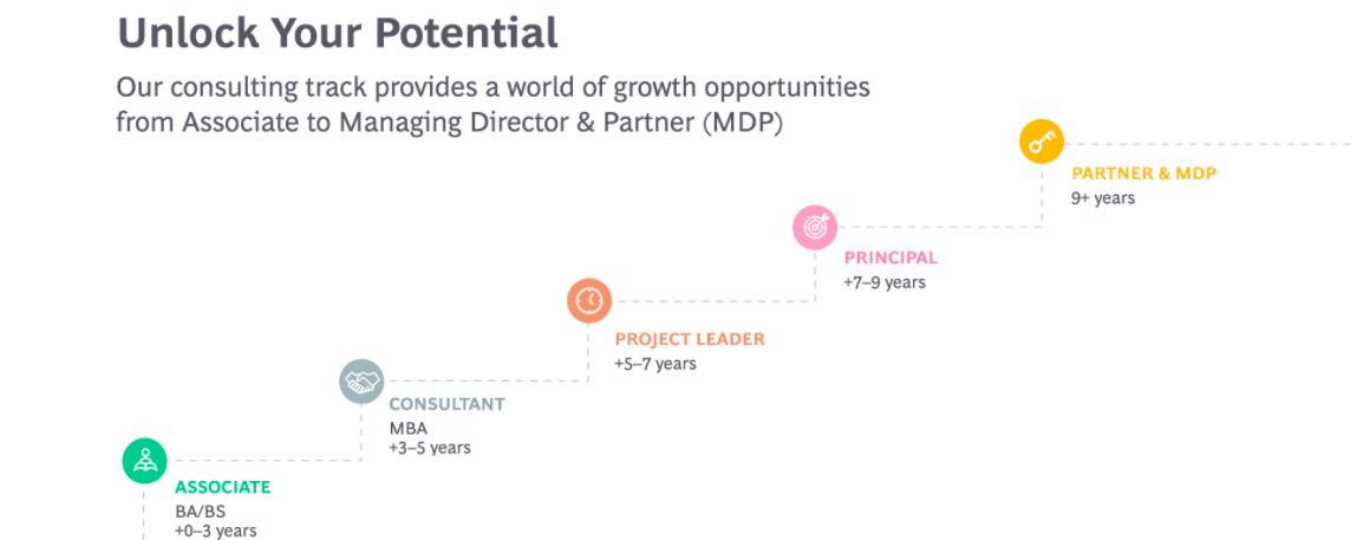 Unlock Your Potential
Our consulting track provides a world of growth opportunities
from Associate to Managing Director & Partner (MDP)
PARTNER & MDP
9+ years
PRINCIPAL
+7–9 years
PROJECT LEADER
+5–7 years
CONSULTANT
MBA
+3–5 years
ASSOCIATE
BA/BS
+0–3 years